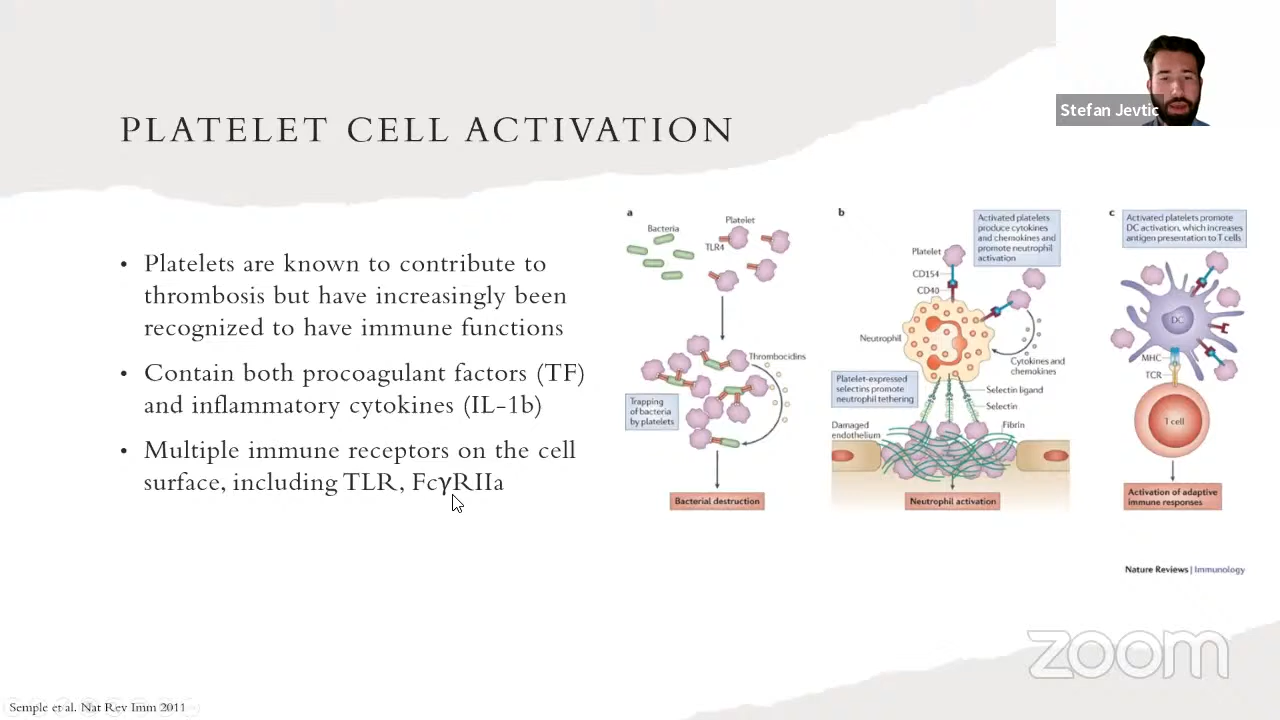 Stefan Jevtic
PLATELET CELL ACTIVATION
• Platelets are known to contribute to
thrombosis but have increasingly been
recognized to have immune functions
• Contain both procoagulant factors (TF)
and inflammatory cytokines (IL-1b)
• Multiple immune receptors on the cell
surface, including TLR, FcγRIIa
a
Bacteria
Platelet
TLR4
Thrombocidins
Trapping
of bacteria
by platelets
Bacterial destruction
b
Activated platelets
produce cytokines
and chemokines and
promote neutrophil
activation
Platelet
CD154
CD40
Neutrophil
Cytokines and
chemokines
Platelet-expressed
selectins promote
neutrophil tethering
Selectin ligand
Selectin
Damaged
endothelium
Fibrin
Neutrophil activation
c
Activated platelets promote
DC activation, which increases
antigen presentation to T cells
DC
MHC
TCR
T cell
Activation of adaptive
immune responses
Nature Reviews | Immunology
zoom
Semple et al. Nat Rev Imm 2011